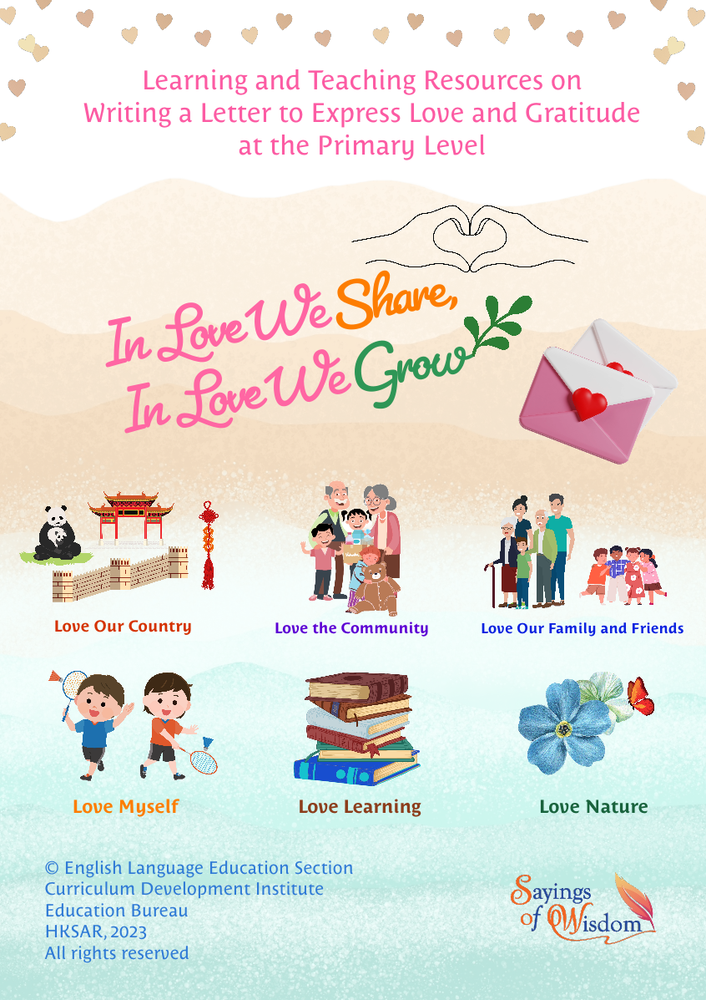 Learning and Teaching Resources on
Writing a Letter to Express Love and Gratitude
at the Primary Level
In Love We Share,
In Love We Grow
Love Our Country
Love the Community
Love Our Family and Friends
Love Myself
Love Learning
Love Nature
© English Language Education Section
Curriculum Development Institute
Education Bureau
HKSAR, 2023
All rights reserved
Sayings
of Wisdom